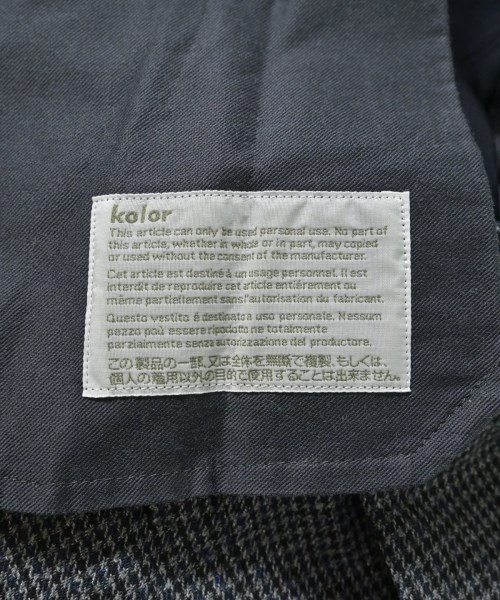 kolor
This article can only be used personal use. No part of
this article, whether in whole or in part, may copied
or used without the consent of the manufacturer.
Cet article est destiné à un usage personnel. Il est
interdit de reproduire cet article entiérement ou
même partiellement sans l'autorisation du fabricant.
Questo vestito é destinato a uso personale. Nessum
pezzo poù essere ripodotto ne totalmente
parzialmente senza autorizzazione del productore.
この製品の一部、又は全体を無断で複製、もしくは、
個人の着用以外の目的で使用することは出来ません。